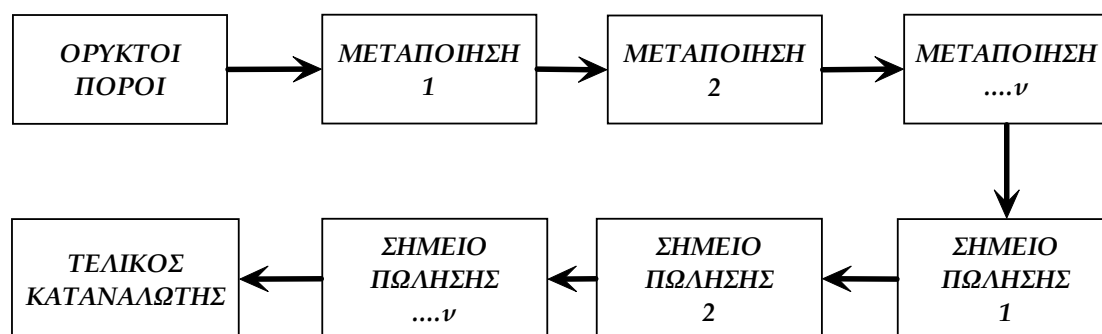 ΟΡΥΚΤΟΙ
ΠΟΡΟΙ
ΜΕΤΑΠΟΙΗΣΗ
1
ΜΕΤΑΠΟΙΗΣΗ
2
ΜΕΤΑΠΟΙΗΣΗ
....ν
ΣΗΜΕΙΟ
ΠΩΛΗΣΗΣ
1
ΣΗΜΕΙΟ
ΠΩΛΗΣΗΣ
2
ΣΗΜΕΙΟ
ΠΩΛΗΣΗΣ
....ν
ΤΕΛΙΚΟΣ
ΚΑΤΑΝΑΛΩΤΗΣ